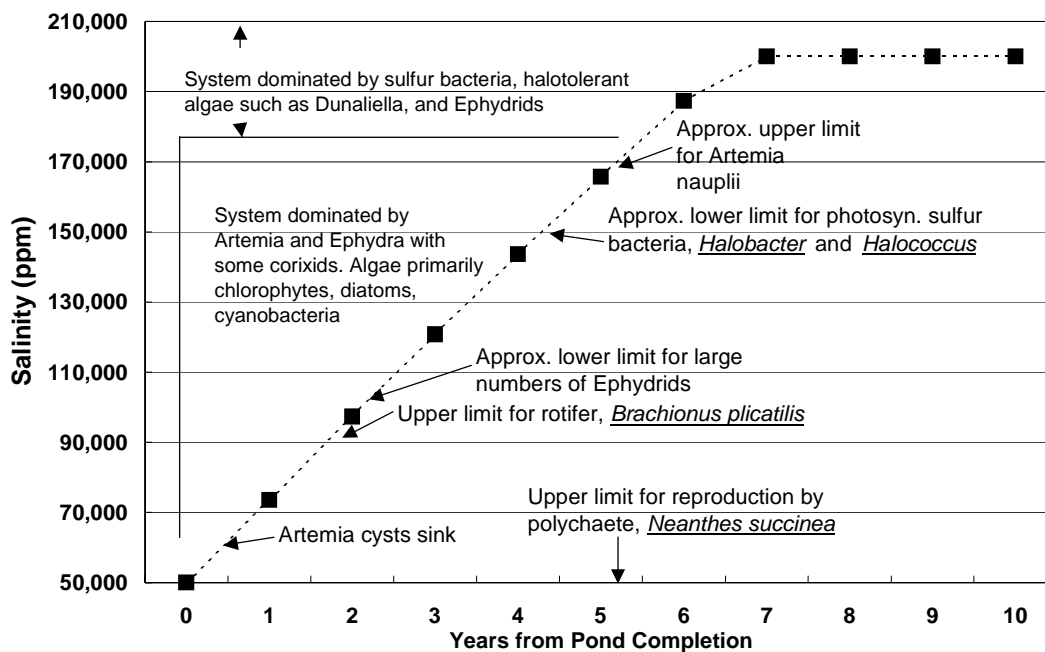 210,000
200,000
190,000
170,000
150,000
130,000
110,000
90,000
70,000
50,000
Salinity (ppm)
System dominated by sulfur bacteria, halotolerant
algae such as Dunaliella, and Ephydrids
Approx. upper limit
for Artemia
nauplii
System dominated by
Artemia and Ephydra with
some corixids. Algae primarily
chlorophytes, diatoms,
cyanobacteria
Approx. lower limit for photosyn. sulfur
bacteria, Halobacter and Halococcus
Approx. lower limit for large
numbers of Ephydrids
Upper limit for rotifer, Brachionus plicatilis
Upper limit for reproduction by
polychaete, Neanthes succinea
Artemia cysts sink
0 1 2 3 4 5 6 7 8 9 10
Years from Pond Completion